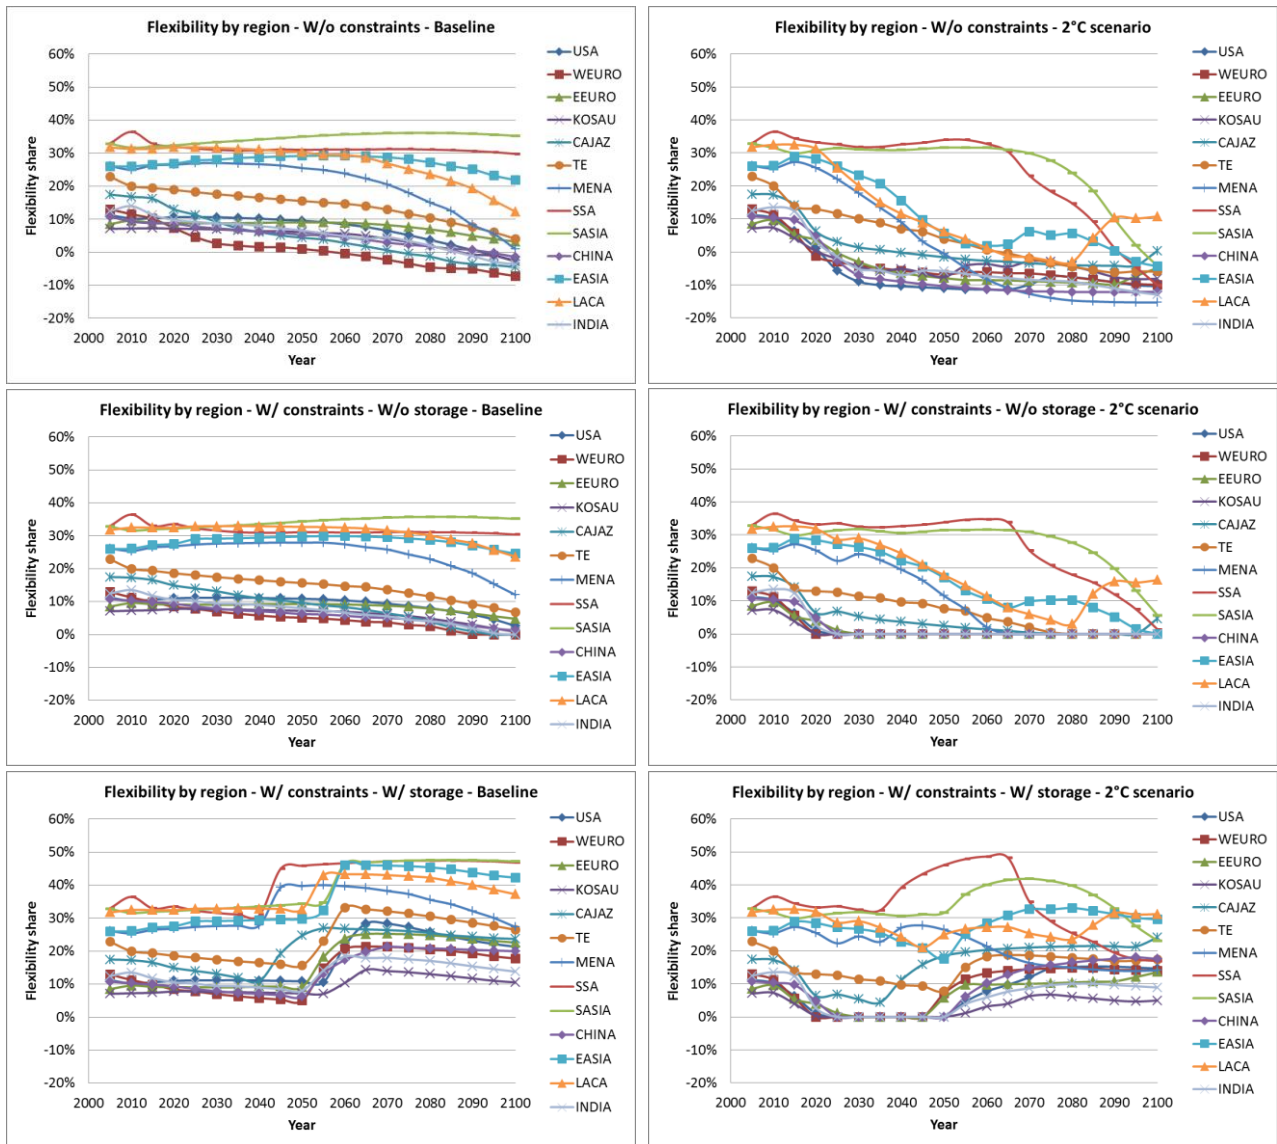 Flexibility by region - W/o constraints - Baseline
Flexibility share
60%
50%
40%
30%
20%
10%
0%
-10%
-20%
2000 2010 2020 2030 2040 2050 2060 2070 2080 2090 2100
Year
USA
WEURO
EEURO
KOSAU
CAJAZ
TE
MENA
SSA
SASIA
CHINA
EASIA
LACA
INDIA
Flexibility by region - W/o constraints - 2°C scenario
Flexibility share
60%
50%
40%
30%
20%
10%
0%
-10%
-20%
2000 2010 2020 2030 2040 2050 2060 2070 2080 2090 2100
Year
USA
WEURO
EEURO
KOSAU
CAJAZ
TE
MENA
SSA
SASIA
CHINA
EASIA
LACA
INDIA
Flexibility by region - W/ constraints - W/o storage - Baseline
Flexibility share
60%
50%
40%
30%
20%
10%
0%
-10%
-20%
2000 2010 2020 2030 2040 2050 2060 2070 2080 2090 2100
Year
USA
WEURO
EEURO
KOSAU
CAJAZ
TE
MENA
SSA
SASIA
CHINA
EASIA
LACA
INDIA
Flexibility by region - W/ constraints - W/o storage - 2°C scenario
Flexibility share
60%
50%
40%
30%
20%
10%
0%
-10%
-20%
2000 2010 2020 2030 2040 2050 2060 2070 2080 2090 2100
Year
USA
WEURO
EEURO
KOSAU
CAJAZ
TE
MENA
SSA
SASIA
CHINA
EASIA
LACA
INDIA
Flexibility by region - W/ constraints - W/ storage - Baseline
Flexibility share
60%
50%
40%
30%
20%
10%
0%
-10%
-20%
2000 2010 2020 2030 2040 2050 2060 2070 2080 2090 2100
Year
USA
WEURO
EEURO
KOSAU
CAJAZ
TE
MENA
SSA
SASIA
CHINA
EASIA
LACA
INDIA
Flexibility by region - W/ constraints - W/ storage - 2°C scenario
Flexibility share
60%
50%
40%
30%
20%
10%
0%
-10%
-20%
2000 2010 2020 2030 2040 2050 2060 2070 2080 2090 2100
Year
USA
WEURO
EEURO
KOSAU
CAJAZ
TE
MENA
SSA
SASIA
CHINA
EASIA
LACA
INDIA